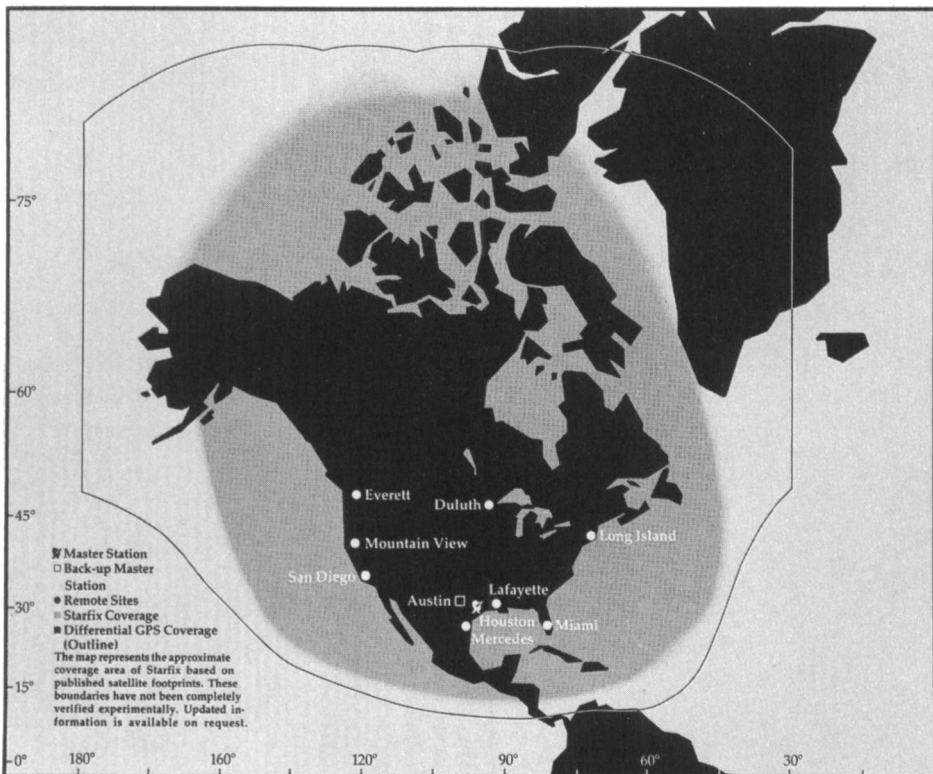 75°
60°
45°
30°
15°
0°
180°
150°
120°
90°
60°
30°
Everett
Duluth
Mountain View
Long Island
San Diego
Lafayette
Austin
Houston
Mercedes
Miami
Master Station
Back-up Master
Station
Remote Sites
Starfix Coverage
Differential GPS Coverage
(Outline)
The map represents the approximate
coverage area of Starfix based on
published satellite footprints. These
boundaries have not been completely
verified experimentally. Updated in-
formation is available on request.